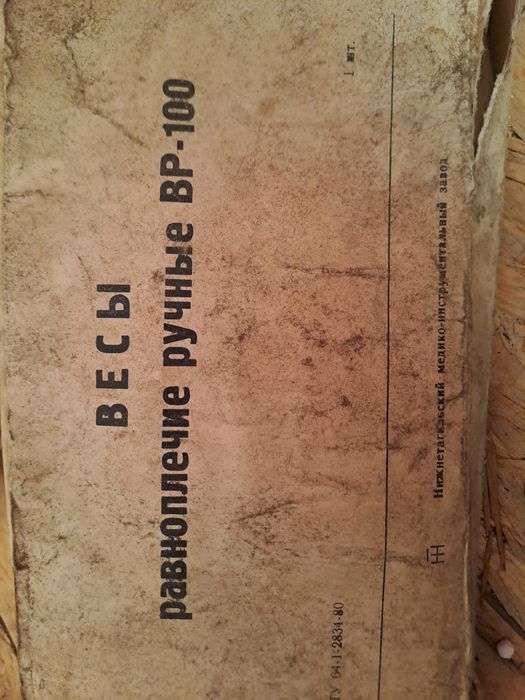 ВЕСЫ
равноплечие ручные ВР-100
ТУ 64-1-2834-80
1 шт.
Нижнетагильский медико-инструментальный завод